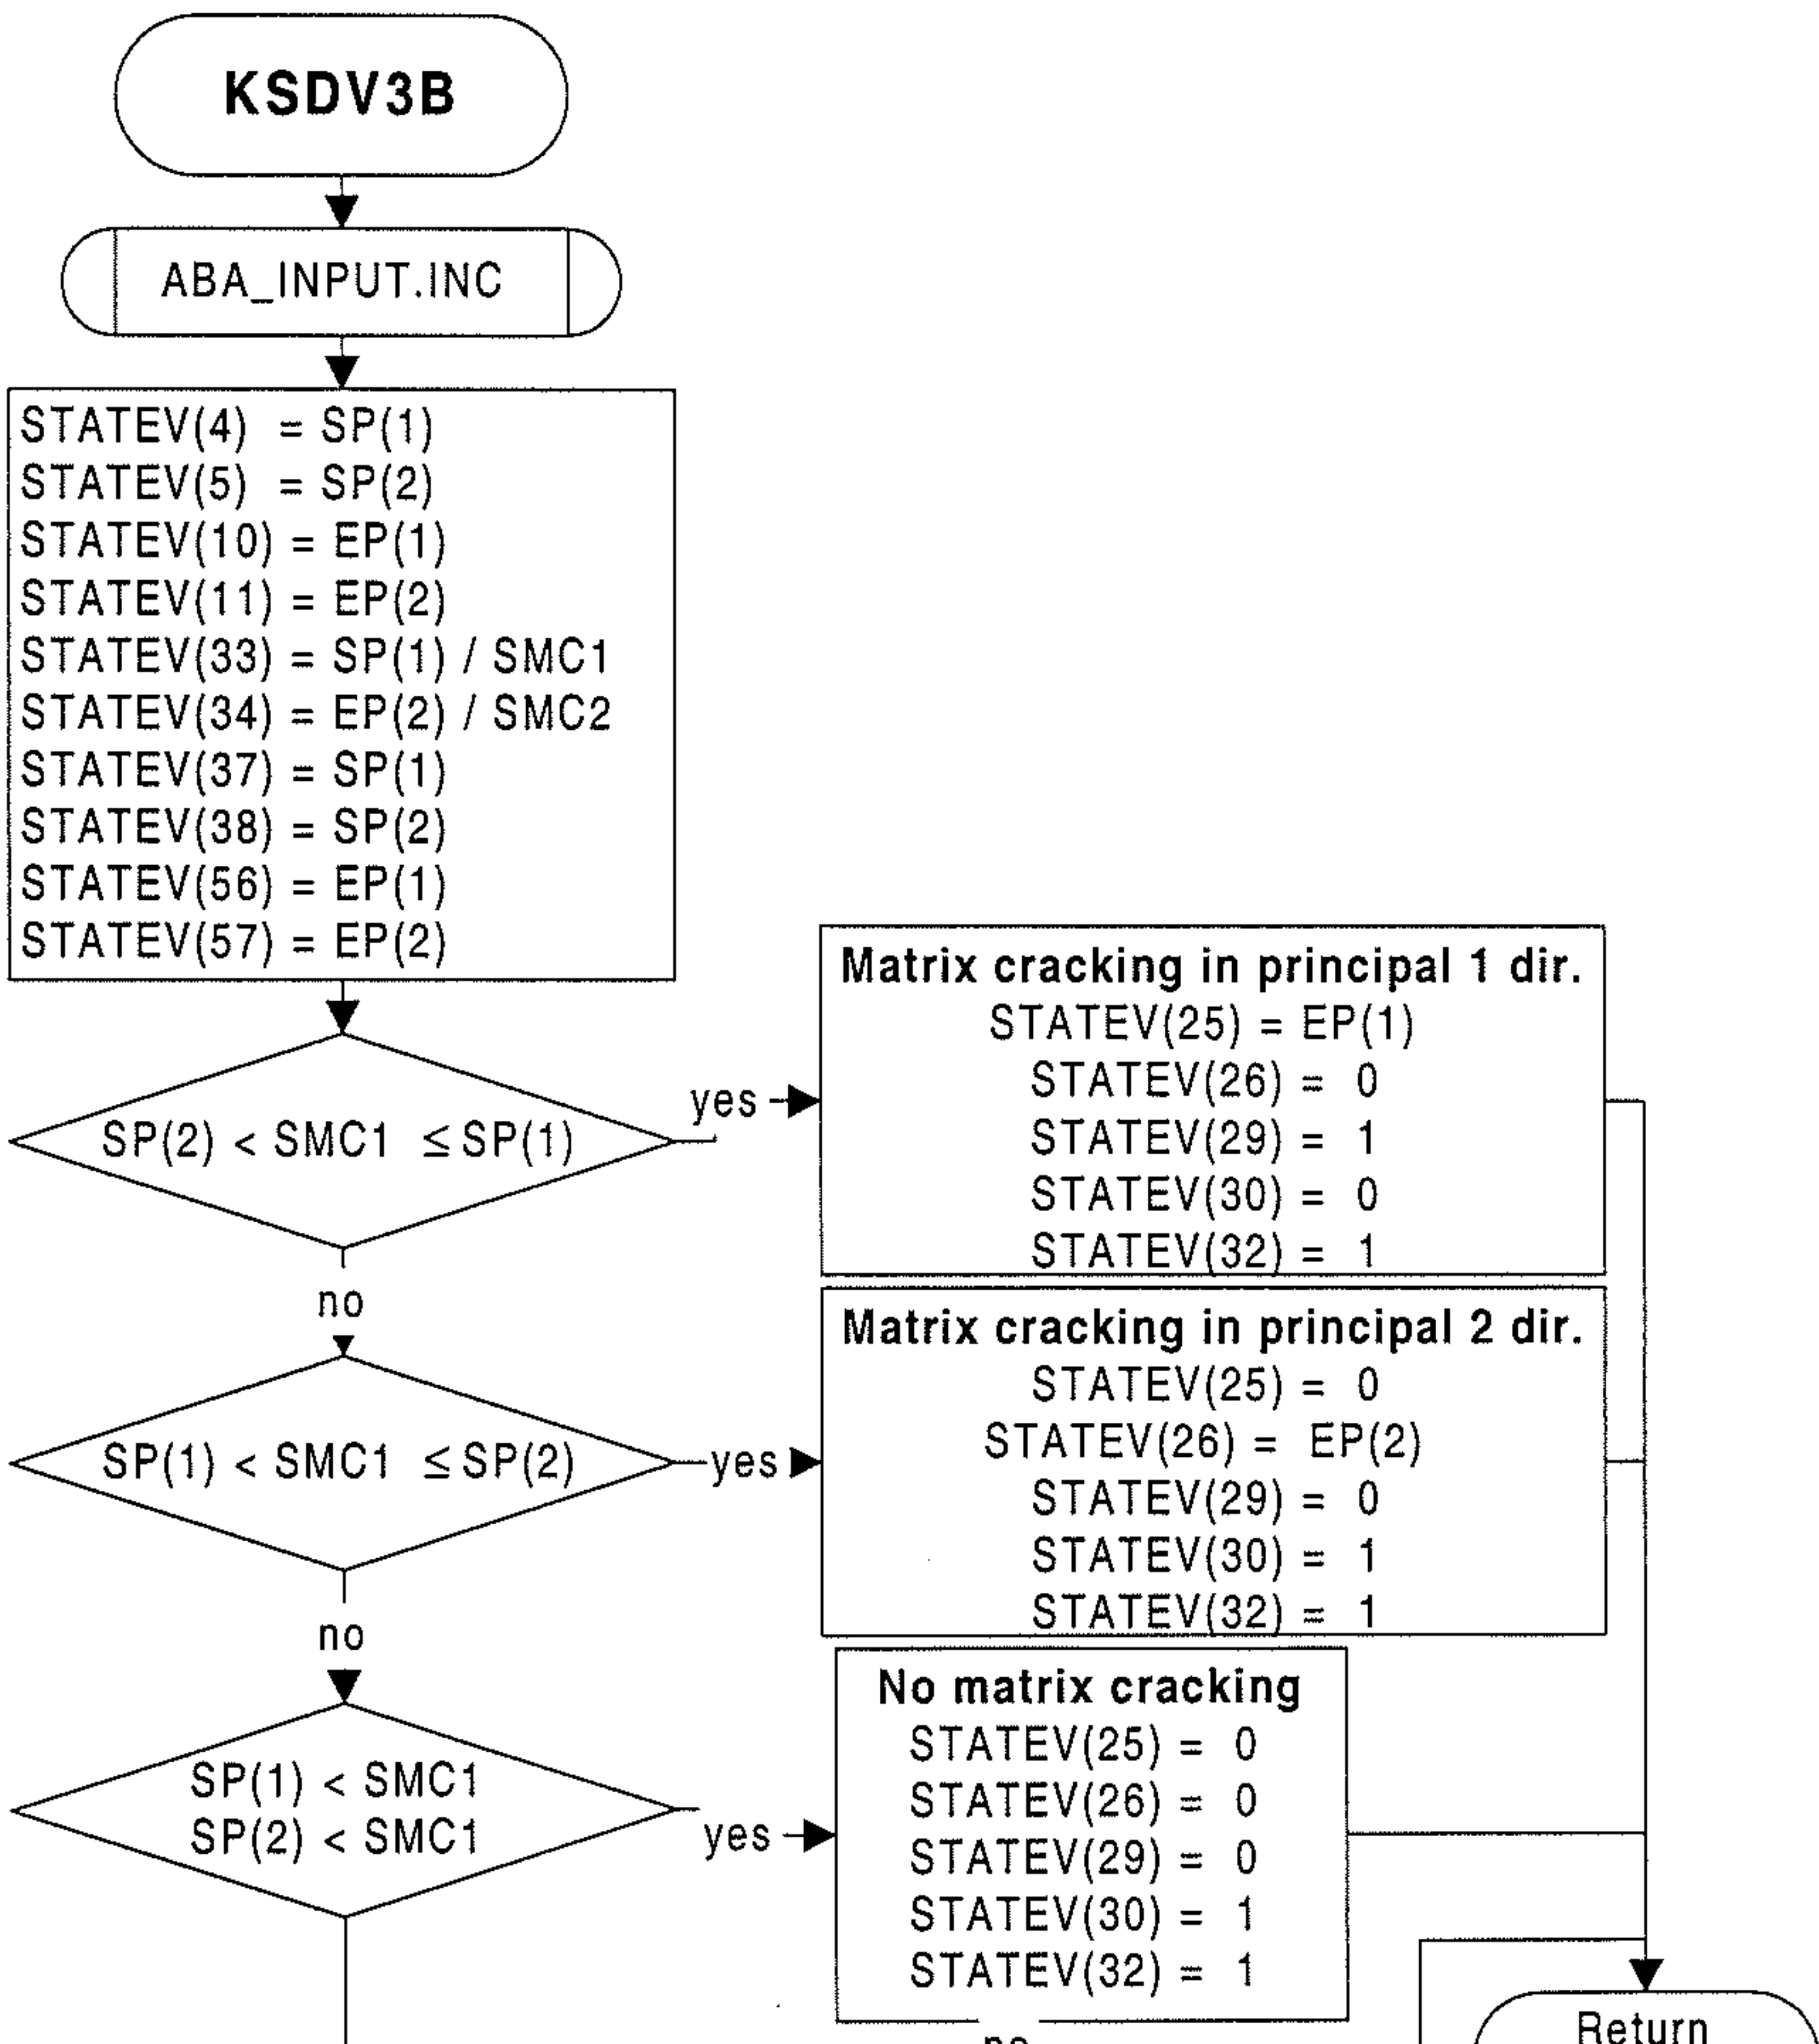 KSDV3B
ABA_INPUT.INC
STATEV(4) = SP(1)
STATEV(5) = SP(2)
STATEV(10) = EP(1)
STATEV(11) = EP(2)
STATEV(33) = SP(1) / SMC1
STATEV(34) = EP(2) / SMC2
STATEV(37) = SP(1)
STATEV(38) = SP(2)
STATEV(56) = EP(1)
STATEV(57) = EP(2)
SP(2) < SMC1 ≤ SP(1)
yes
Matrix cracking in principal 1 dir.
STATEV(25) = EP(1)
STATEV(26) = 0
STATEV(29) = 1
STATEV(30) = 0
STATEV(32) = 1
no
SP(1) < SMC1 ≤ SP(2)
yes
Matrix cracking in principal 2 dir.
STATEV(25) = 0
STATEV(26) = EP(2)
STATEV(29) = 0
STATEV(30) = 1
STATEV(32) = 1
no
SP(1) < SMC1
SP(2) < SMC1
yes
No matrix cracking
STATEV(25) = 0
STATEV(26) = 0
STATEV(29) = 0
STATEV(30) = 1
STATEV(32) = 1
no
Return